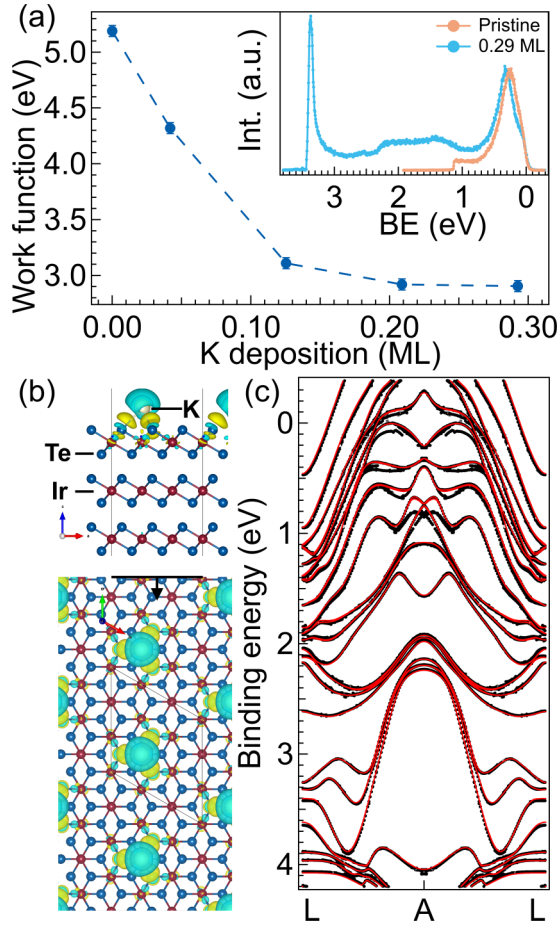 (a)
Work function (eV)
5.0
4.5
4.0
3.5
3.0
0.00
0.10
0.20
0.30
K deposition (ML)
Int. (a.u.)
Pristine
0.29 ML
3
2
1
0
BE (eV)
(b)
K
Te
Ir
(c)
Binding energy (eV)
0
1
2
3
4
L
A
L